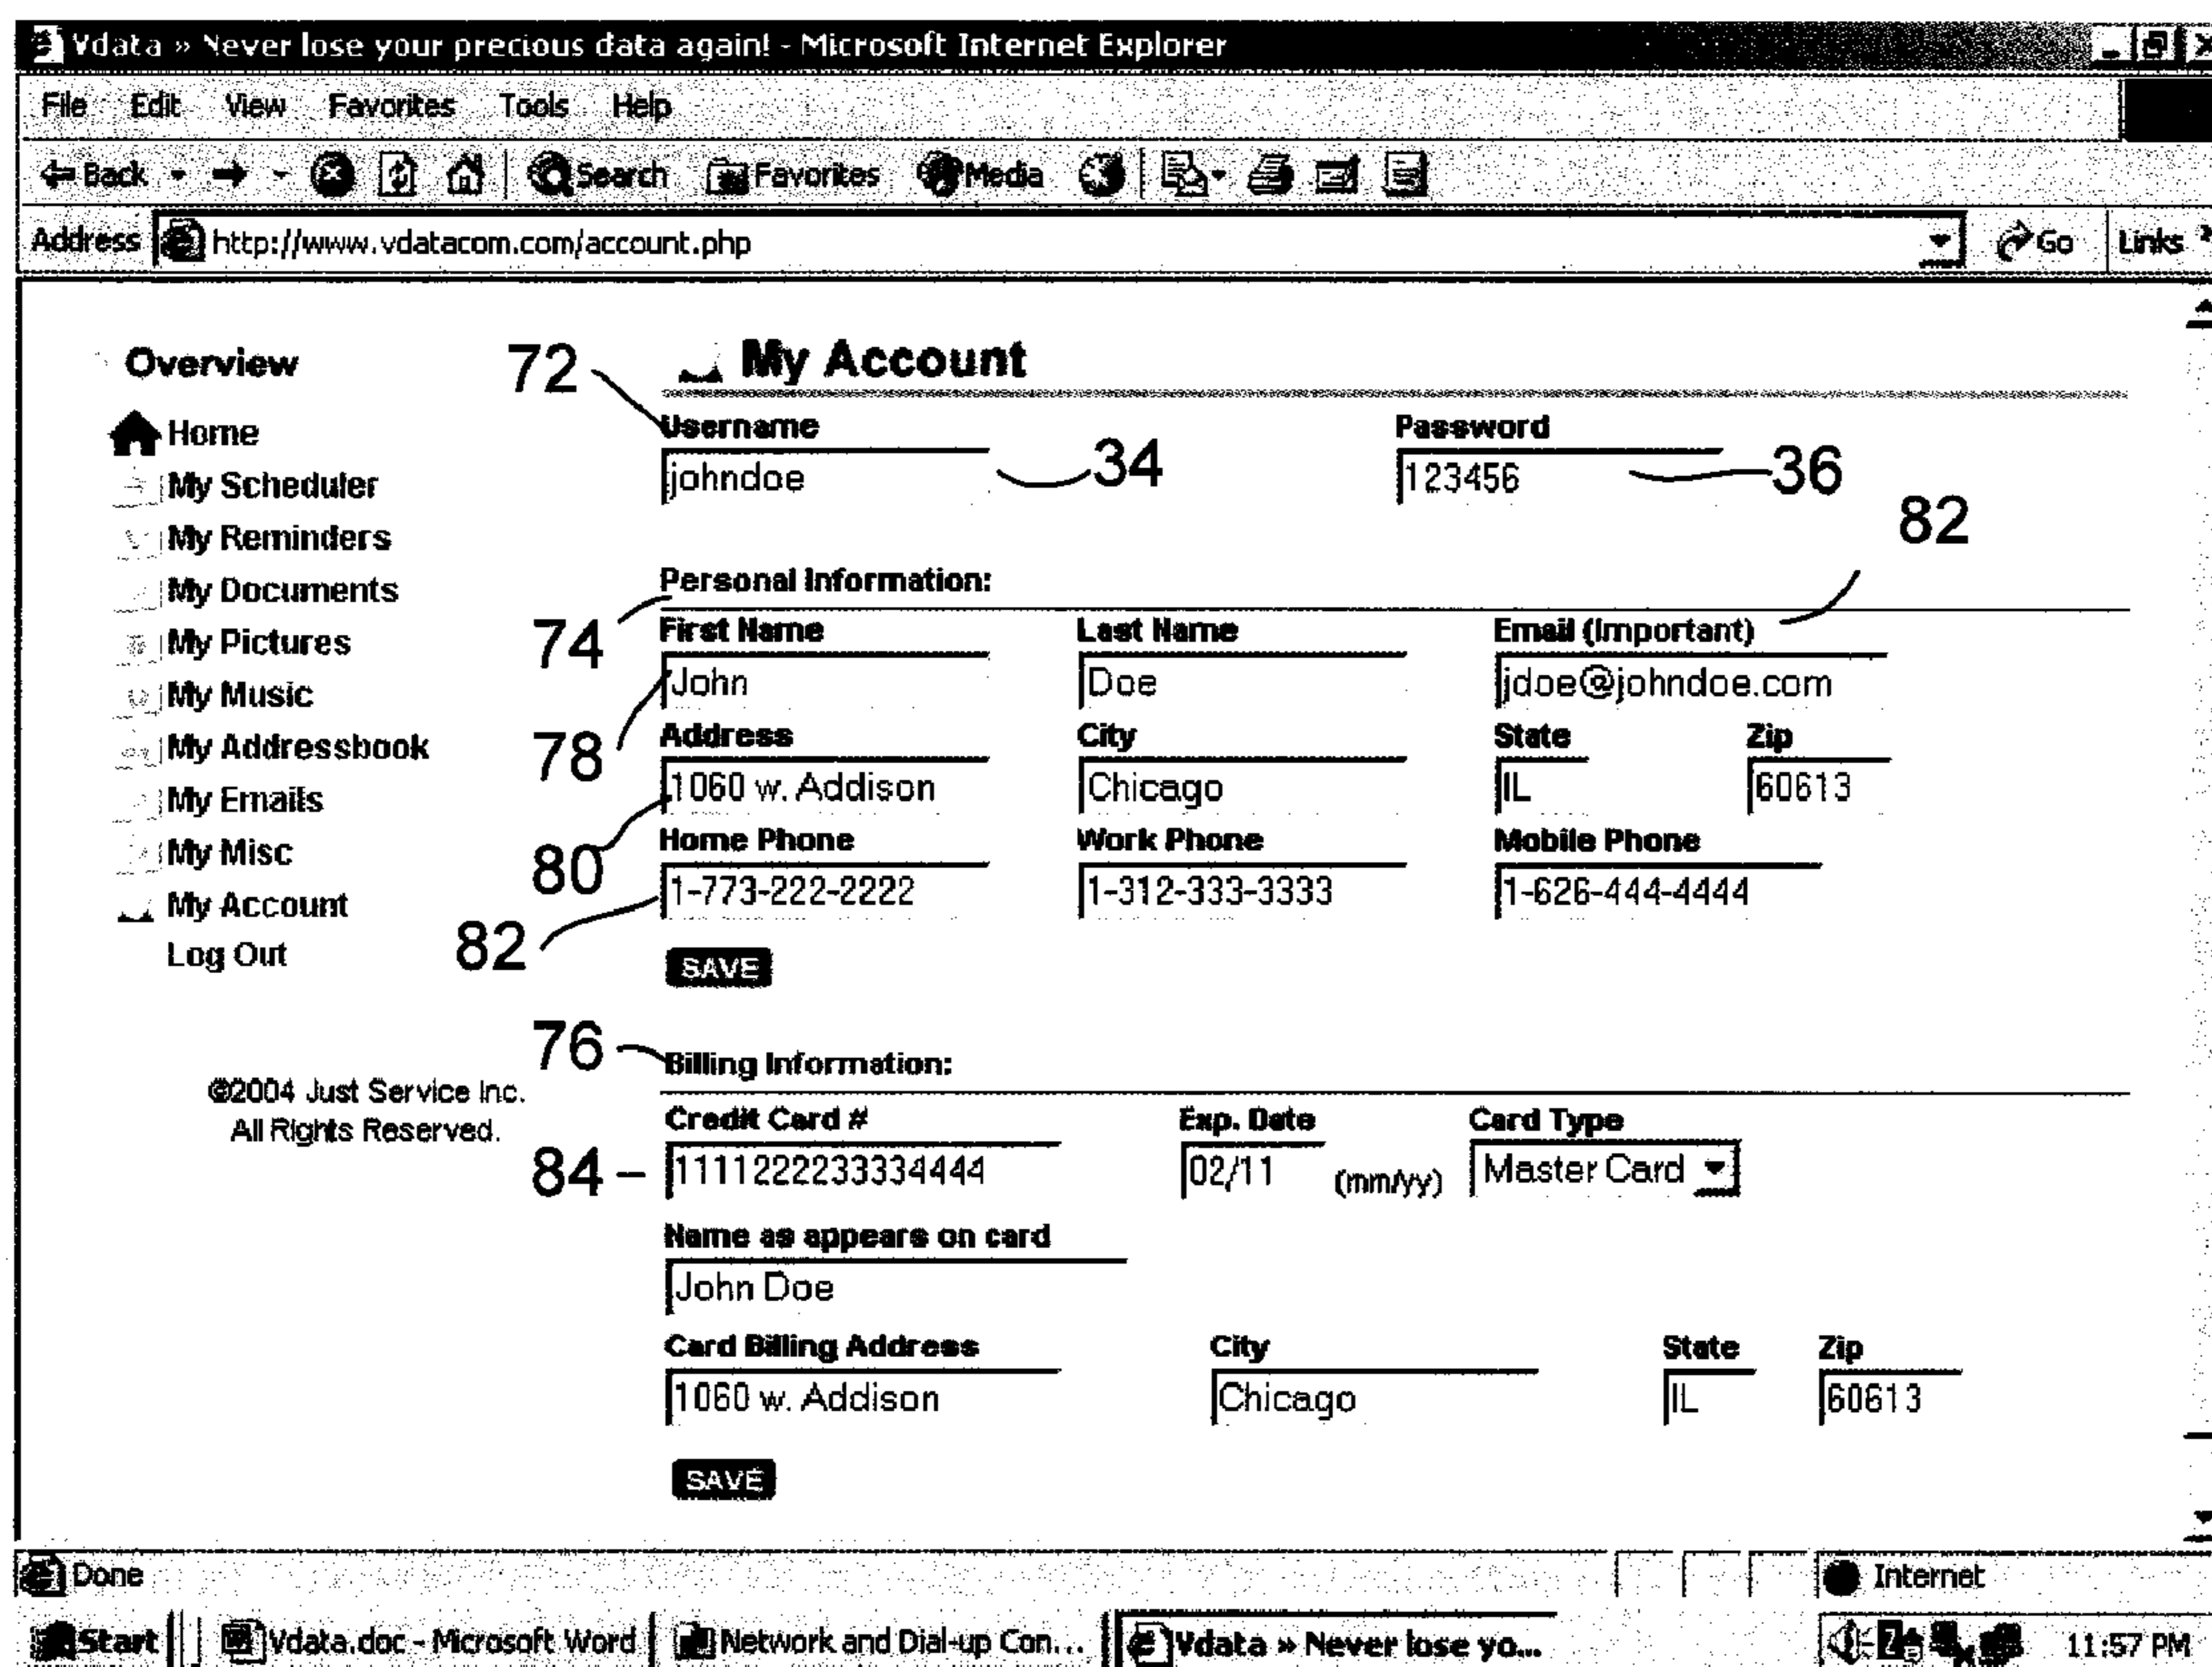 Vdata » Never lose your precious data again! - Microsoft Internet Explorer
File Edit View Favorites Tools Help
Back Search Favorites Media
Address http://www.vdatacom.com/account.php Go Links »
Overview
Home
My Scheduler
My Reminders
My Documents
My Pictures
My Music
My Addressbook
My Emails
My Misc
My Account
Log Out
©2004 Just Service Inc.
All Rights Reserved.
72 My Account
Username Password
johndoe 34 123456 36
82
74 Personal Information:
First Name Last Name Email (Important)
78 John Doe jdoe@johndoe.com
Address City State Zip
80 1060 w. Addison Chicago IL 60613
Home Phone Work Phone Mobile Phone
82 1-773-222-2222 1-312-333-3333 1-626-444-4444
SAVE
76 Billing Information:
Credit Card # Exp. Date Card Type
84 1111222233334444 02/11 (mm/yy) Master Card
Name as appears on card
John Doe
Card Billing Address City State Zip
1060 w. Addison Chicago IL 60613
SAVE
Done Internet
Start Vdata.doc - Microsoft Word Network and Dial-up Con... Vdata » Never lose yo... 11:57 PM